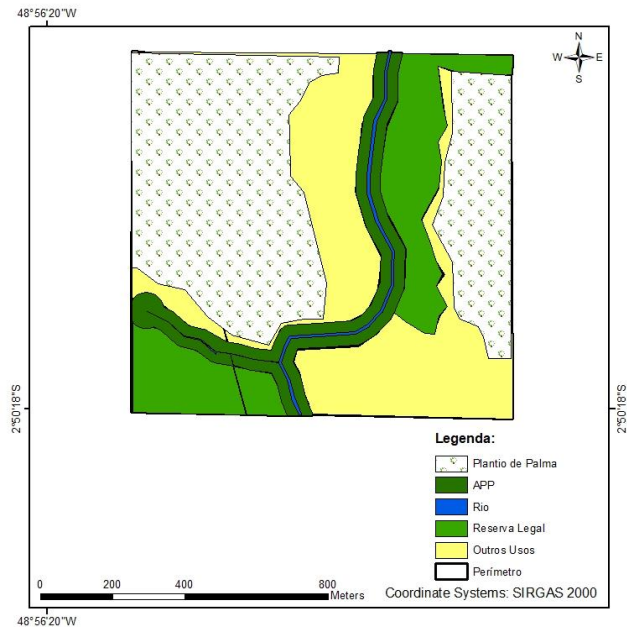 48°56'20"W
N
W E
S
2°50'18"S
2°50'18"S
Legenda:
Plantio de Palma
APP
Rio
Reserva Legal
Outros Usos
Perímetro
0 200 400 800
Meters
Coordinate Systems: SIRGAS 2000
48°56'20"W